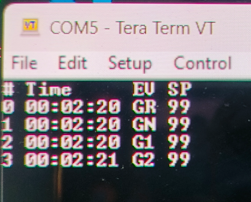 COM5 - Tera Term VT
File Edit Setup Control
# Time EV SP
0 00:02:20 GR 99
1 00:02:20 GN 99
2 00:02:20 G1 99
3 00:02:21 G2 99